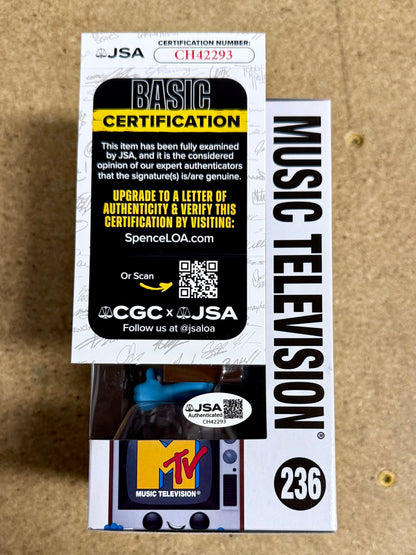 JSA
CERTIFICATION NUMBER:
CH42293
BASIC
CERTIFICATION
This item has been fully examined
by JSA, and it is the considered
opinion of our expert authenticators
that the signature(s) is/are genuine.
UPGRADE TO A LETTER OF
AUTHENTICITY & VERIFY THIS
CERTIFICATION BY VISITING:
SpenceLOA.com
Or Scan
CGC x JSA
Follow us at @jsaloa
JSA
Authenticated
CH42293
MTV
MUSIC TELEVISION®
MUSIC TELEVISION®
236